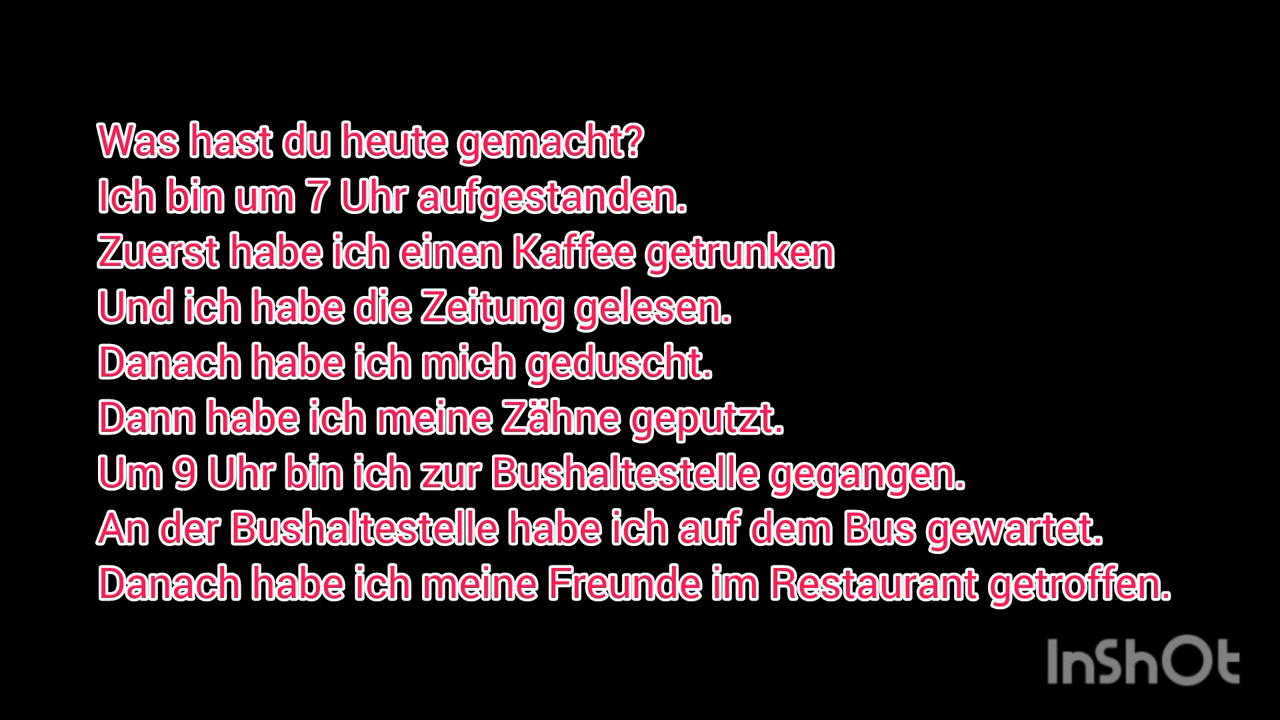 Was hast du heute gemacht?
Ich bin um 7 Uhr aufgestanden.
Zuerst habe ich einen Kaffee getrunken
Und ich habe die Zeitung gelesen.
Danach habe ich mich geduscht.
Dann habe ich meine Zähne geputzt.
Um 9 Uhr bin ich zur Bushaltestelle gegangen.
An der Bushaltestelle habe ich auf dem Bus gewartet.
Danach habe ich meine Freunde im Restaurant getroffen.
InShOt